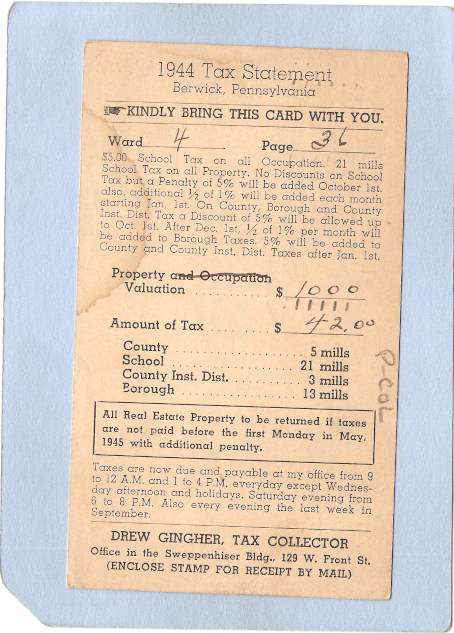 1944 Tax Statement
Berwick, Pennsylvania
KINDLY BRING THIS CARD WITH YOU.
Ward 4 Page 36
$5.00 School Tax on all Occupation. 21 mills
School Tax on all Property. No Discounts on School
Tax but a Penalty of 5% will be added October 1st.
also, additional ½ of 1% will be added each month
starting Jan. 1st. On County, Borough and County
Inst. Dist. Tax a Discount of 5% will be allowed up
to Oct. 1st. After Dec. 1st, ½ of 1% per month will
be added to Borough Taxes. 5% will be added to
County and County Inst. Dist. Taxes after Jan. 1st.
Property and Occupation
Valuation .......... $ 1000
Amount of Tax .... .... $ 42.00
County .................... 5 mills
School .................... 21 mills
County Inst. Dist. ............ 3 mills
Borough .................. 13 mills
P-COL
All Real Estate Property to be returned if taxes
are not paid before the first Monday in May,
1945 with additional penalty.
Taxes are now due and payable at my office from 9
to 12 A.M. and 1 to 4 P.M. everyday except Wednes-
day afternoon and holidays. Saturday evening from
6 to 8 P.M. Also every evening the last week in
September.
DREW GINGHER, TAX COLLECTOR
Office in the Sweppenhiser Bldg., 129 W. Front St.
(ENCLOSE STAMP FOR RECEIPT BY MAIL)